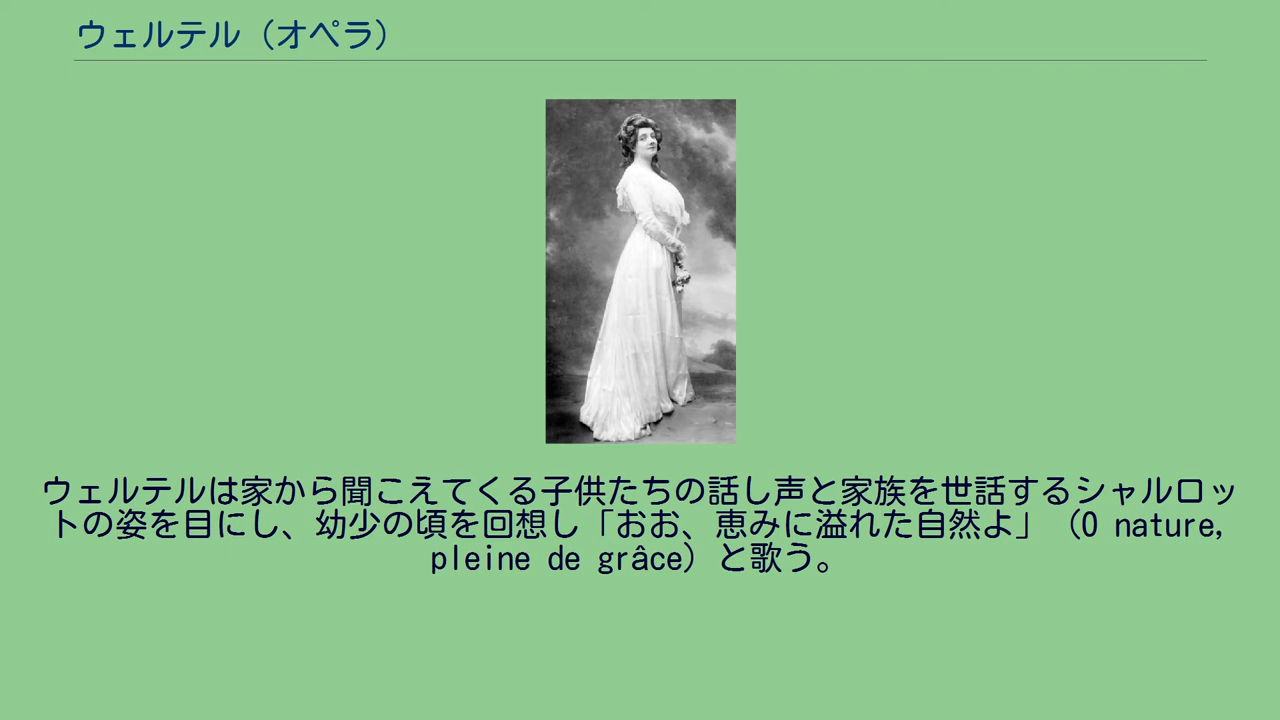 ウェルテル（オペラ）
ウェルテルは家から聞こえてくる子供たちの話し声と家族を世話するシャルロッ
トの姿を目にし、幼少の頃を回想し「おお、恵みに溢れた自然よ」（O nature,
pleine de grâce）と歌う。